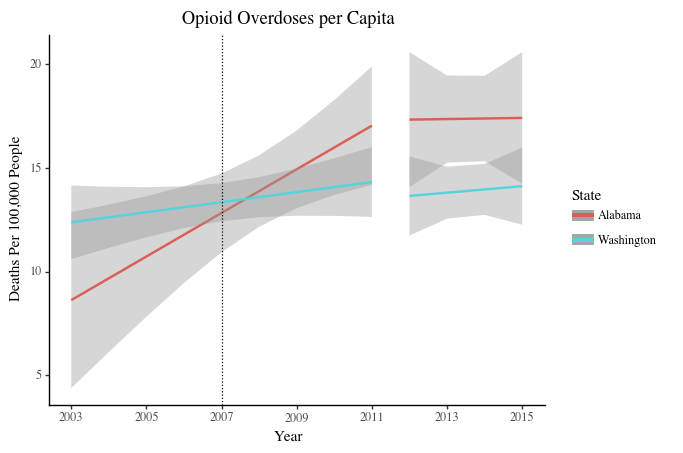 Opioid Overdoses per Capita
Deaths Per 100,000 People
20
15
10
5
2003 2005 2007 2009 2011 2013 2015
Year
State
Alabama
Washington